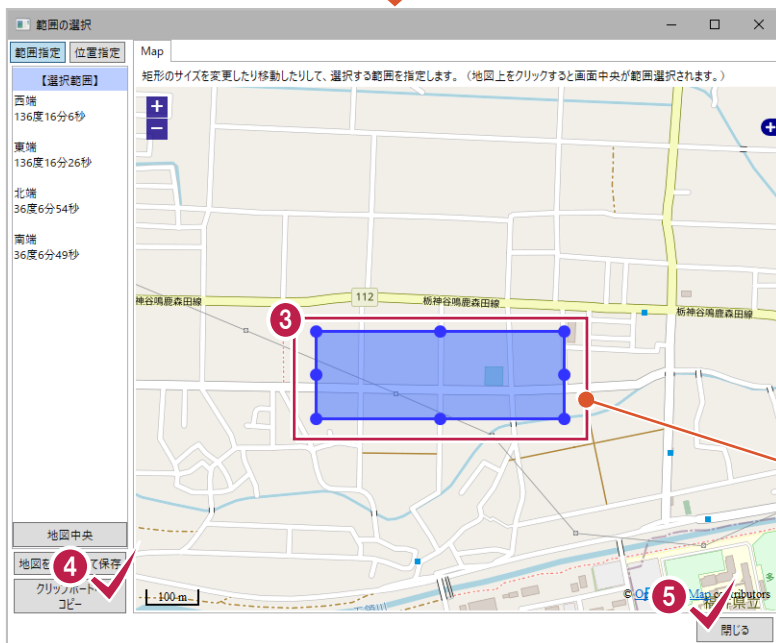 範囲の選択
範囲指定 位置指定
Map
【選択範囲】
西端
136度16分6秒
東端
136度16分26秒
北端
36度6分54秒
南端
36度6分49秒
矩形のサイズを変更したり移動したりして、選択する範囲を指定します。（地図上をクリックすると画面中央が範囲選択されます。）
+
−
+
神谷鳴鹿森田線
112
栃神谷鳴鹿森田線
栃神谷鳴鹿森田線
3
地図中央
地図を て保存
4
クリップボード
コピー
100 m
© Map contributors
5
県立
閉じる